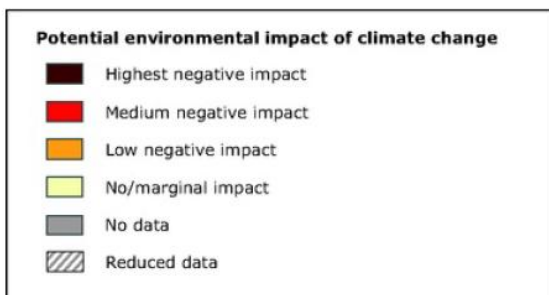 Potential environmental impact of climate change
Highest negative impact
Medium negative impact
Low negative impact
No/marginal impact
No data
Reduced data